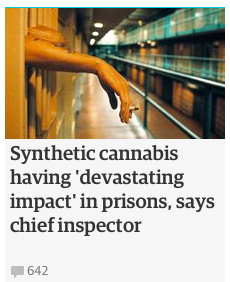 Synthetic cannabis
having 'devastating
impact' in prisons, says
chief inspector
642